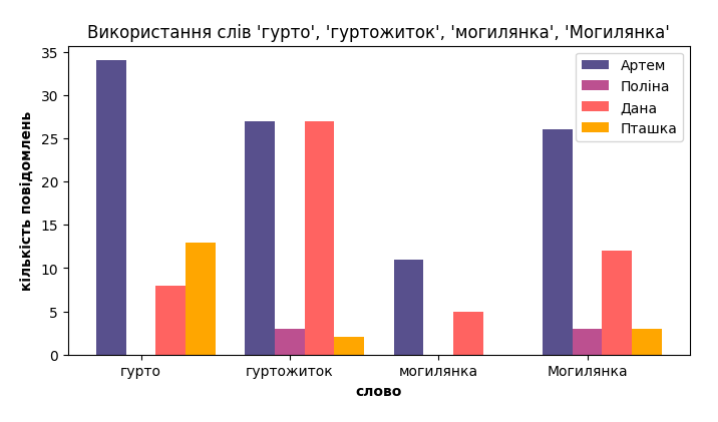 Використання слів 'гурто', 'гуртожиток', 'могилянка', 'Могилянка'
Артем
Поліна
Дана
Пташка
кількість повідомлень
35
30
25
20
15
10
5
0
гурто гуртожиток могилянка Могилянка
слово